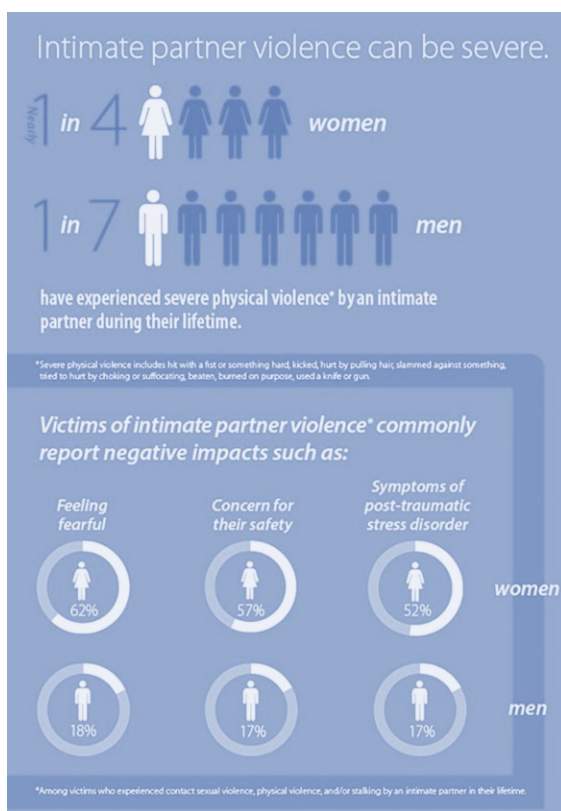 Intimate partner violence can be severe.
Nearly 1 in 4 women
1 in 7 men
have experienced severe physical violence* by an intimate
partner during their lifetime.
*Severe physical violence includes hit with a fist or something hard, kicked, hurt by pulling hair, slammed against something,
tried to hurt by choking or suffocating, beaten, burned on purpose, used a knife or gun.
Victims of intimate partner violence* commonly
report negative impacts such as:
Feeling
fearful
Concern for
their safety
Symptoms of
post-traumatic
stress disorder
62%
57%
52%
women
18%
17%
17%
men
*Among victims who experienced contact sexual violence, physical violence, and/or stalking by an intimate partner in their lifetime.